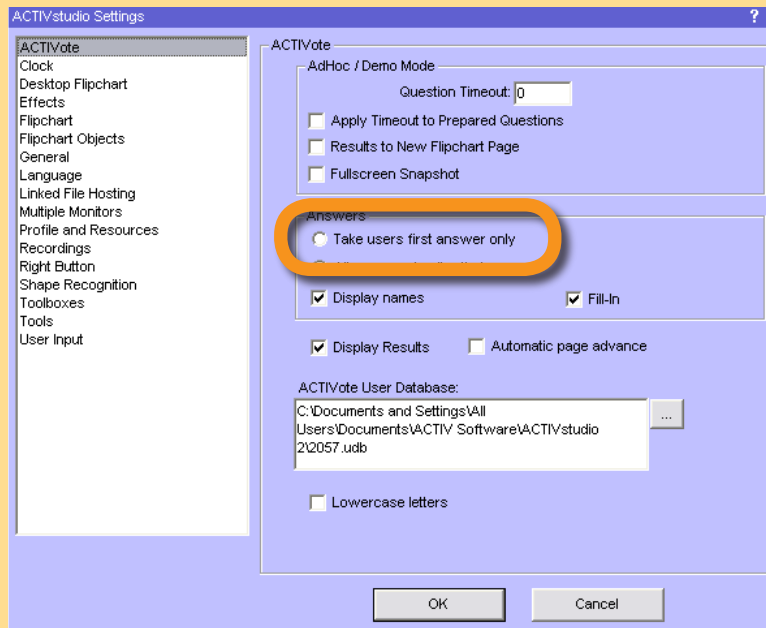 ACTIVstudio Settings
?
ACTIVote
Clock
Desktop Flipchart
Effects
Flipchart
Flipchart Objects
General
Language
Linked File Hosting
Multiple Monitors
Profile and Resources
Recordings
Right Button
Shape Recognition
Toolboxes
Tools
User Input
ACTIVote
AdHoc / Demo Mode
Question Timeout: 0
Apply Timeout to Prepared Questions
Results to New Flipchart Page
Fullscreen Snapshot
Answers
Take users first answer only
Display names
Fill-In
Display Results
Automatic page advance
ACTIVote User Database:
C:\Documents and Settings\All
Users\Documents\ACTIV Software\ACTIVstudio
2\2057.udb
...
Lowercase letters
OK
Cancel